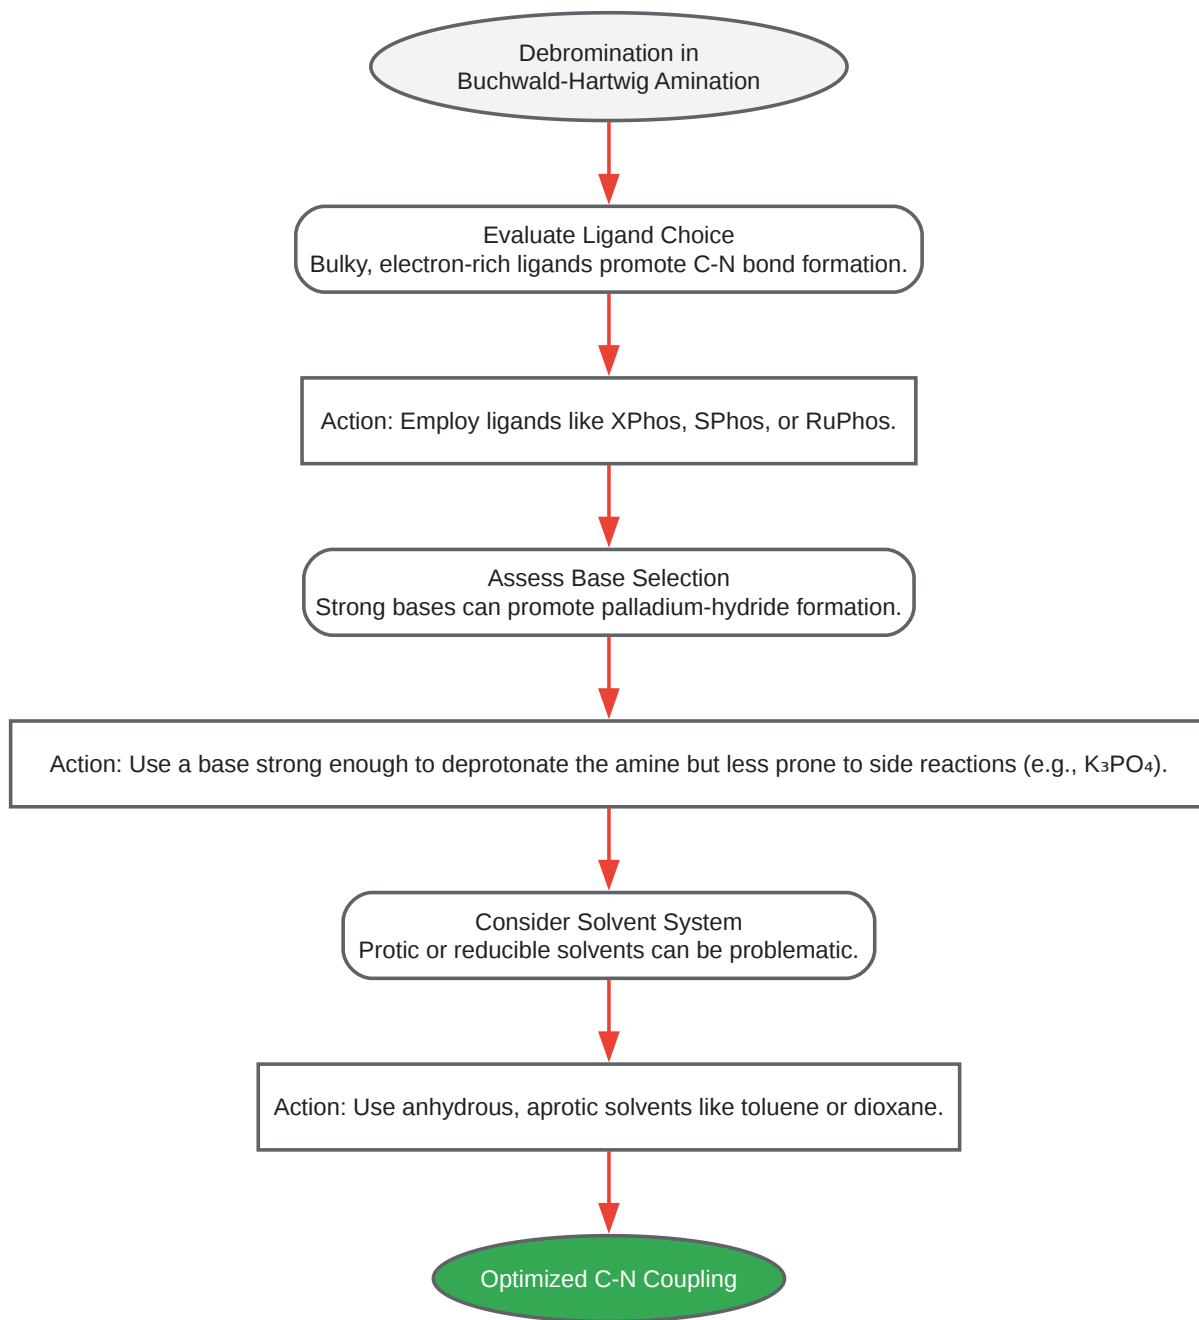 Debromination in
Buchwald-Hartwig Amination
Evaluate Ligand Choice
Bulky, electron-rich ligands promote C-N bond formation.
Action: Employ ligands like XPhos, SPhos, or RuPhos.
Assess Base Selection
Strong bases can promote palladium-hydride formation.
Action: Use a base strong enough to deprotonate the amine but less prone to side reactions (e.g., K₃PO₄).
Consider Solvent System
Protic or reducible solvents can be problematic.
Action: Use anhydrous, aprotic solvents like toluene or dioxane.
Optimized C-N Coupling